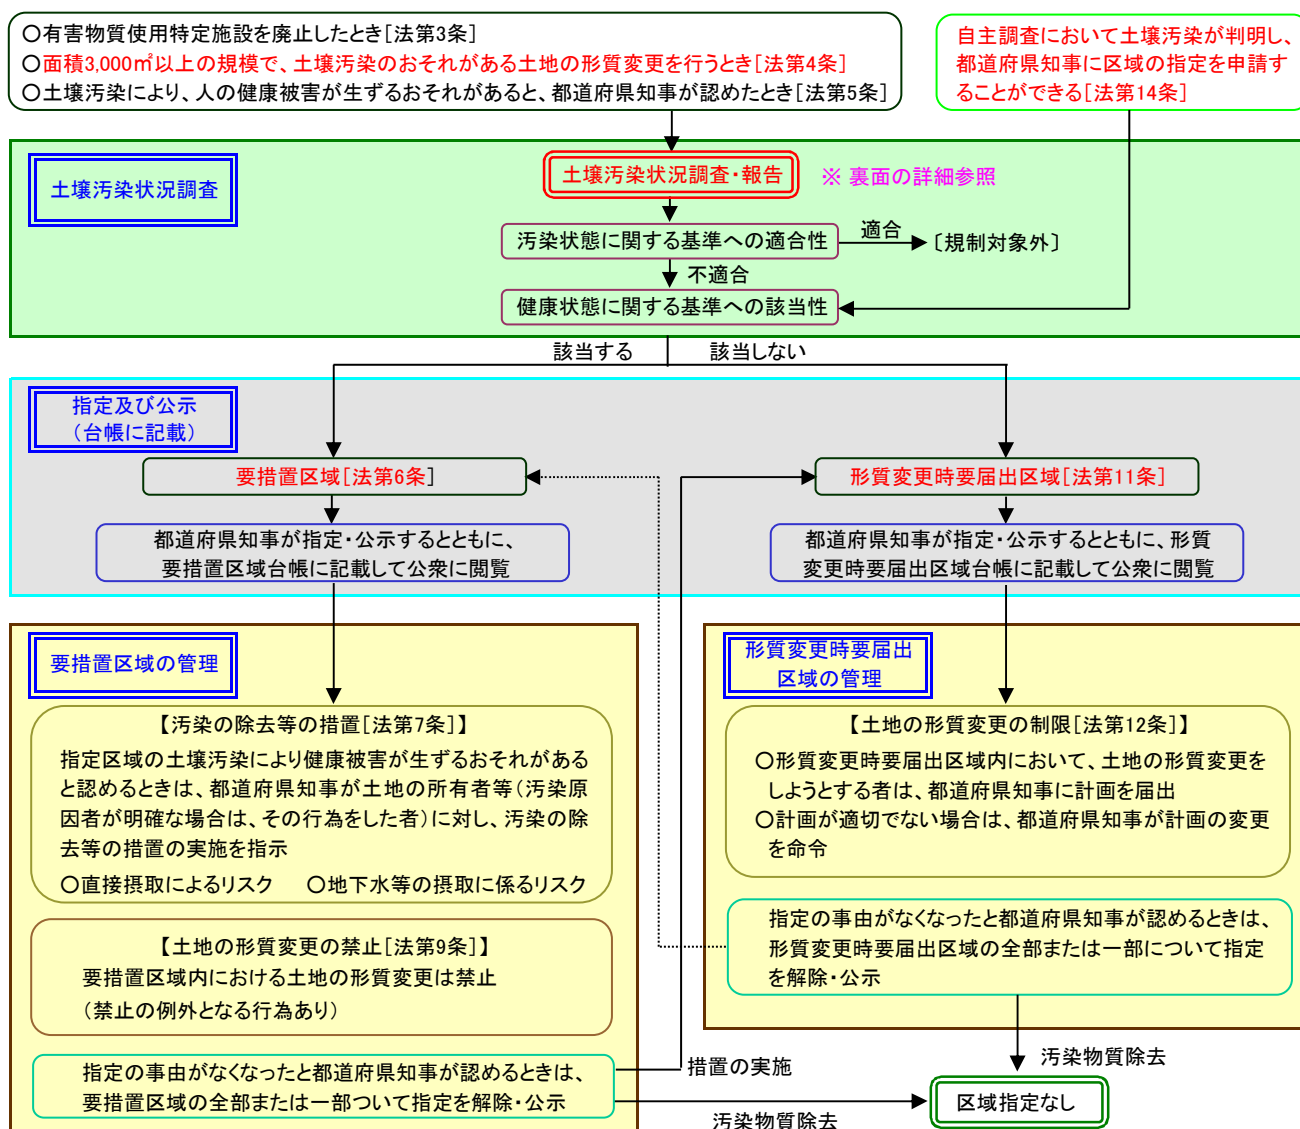 ○有害物質使用特定施設を廃止したとき[法第3条]
○面積3,000㎡以上の規模で、土壌汚染のおそれがある土地の形質変更を行うとき[法第4条]
○土壌汚染により、人の健康被害が生ずるおそれがあると、都道府県知事が認めたとき[法第5条]
自主調査において土壌汚染が判明し、
都道府県知事に区域の指定を申請す
ることができる[法第14条]
土壌汚染状況調査
土壌汚染状況調査・報告
※ 裏面の詳細参照
汚染状態に関する基準への適合性
適合
〔規制対象外〕
不適合
健康状態に関する基準への該当性
該当する
該当しない
指定及び公示
(台帳に記載)
要措置区域[法第6条]
形質変更時要届出区域[法第11条]
都道府県知事が指定・公示するとともに、
要措置区域台帳に記載して公衆に閲覧
都道府県知事が指定・公示するとともに、形質
変更時要届出区域台帳に記載して公衆に閲覧
要措置区域の管理
【汚染の除去等の措置[法第7条]】
指定区域の土壌汚染により健康被害が生ずるおそれがある
と認めるときは、都道府県知事が土地の所有者等(汚染原
因者が明確な場合は、その行為をした者)に対し、汚染の除
去等の措置の実施を指示
○直接摂取によるリスク ○地下水等の摂取に係るリスク
【土地の形質変更の禁止[法第9条]】
要措置区域内における土地の形質変更は禁止
(禁止の例外となる行為あり)
指定の事由がなくなったと都道府県知事が認めるときは、
要措置区域の全部または一部ついて指定を解除・公示
形質変更時要届出
区域の管理
【土地の形質変更の制限[法第12条]】
○形質変更時要届出区域内において、土地の形質変更を
しようとする者は、都道府県知事に計画を届出
○計画が適切でない場合は、都道府県知事が計画の変更
を命令
指定の事由がなくなったと都道府県知事が認めるときは、
形質変更時要届出区域の全部または一部について指定
を解除・公示
措置の実施
汚染物質除去
汚染物質除去
区域指定なし